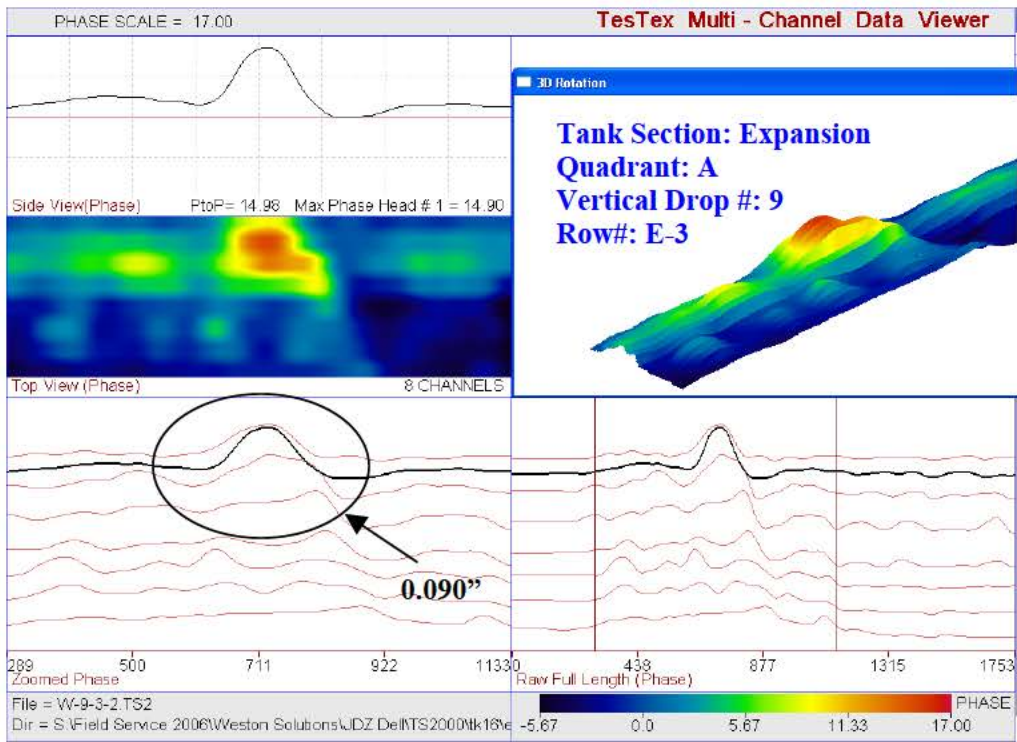 PHASE SCALE = 17.00
TesTex Multi - Channel Data Viewer
3D Rotation
Tank Section: Expansion
Quadrant: A
Vertical Drop #: 9
Row#: E-3
Side View(Phase) PtoP= 14.98 Max Phase Head # 1 = 14.90
Top View (Phase) 8 CHANNELS
0.090”
289 500 711 922 1133
Zoomed Phase
0 438 877 1315 1753
Raw Full Length (Phase)
File = W-9-3-2.TS2
Dir = S:\Field Service 2006\Weston Solutions\JDZ Dell\TS2000\tk16\e
PHASE
-5.67 0.0 5.67 11.33 17.00